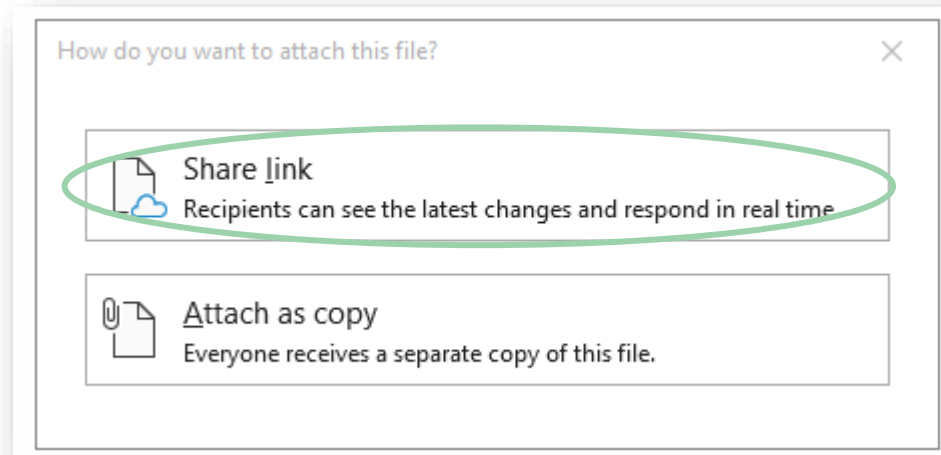 How do you want to attach this file?
Share link
Recipients can see the latest changes and respond in real time
Attach as copy
Everyone receives a separate copy of this file.